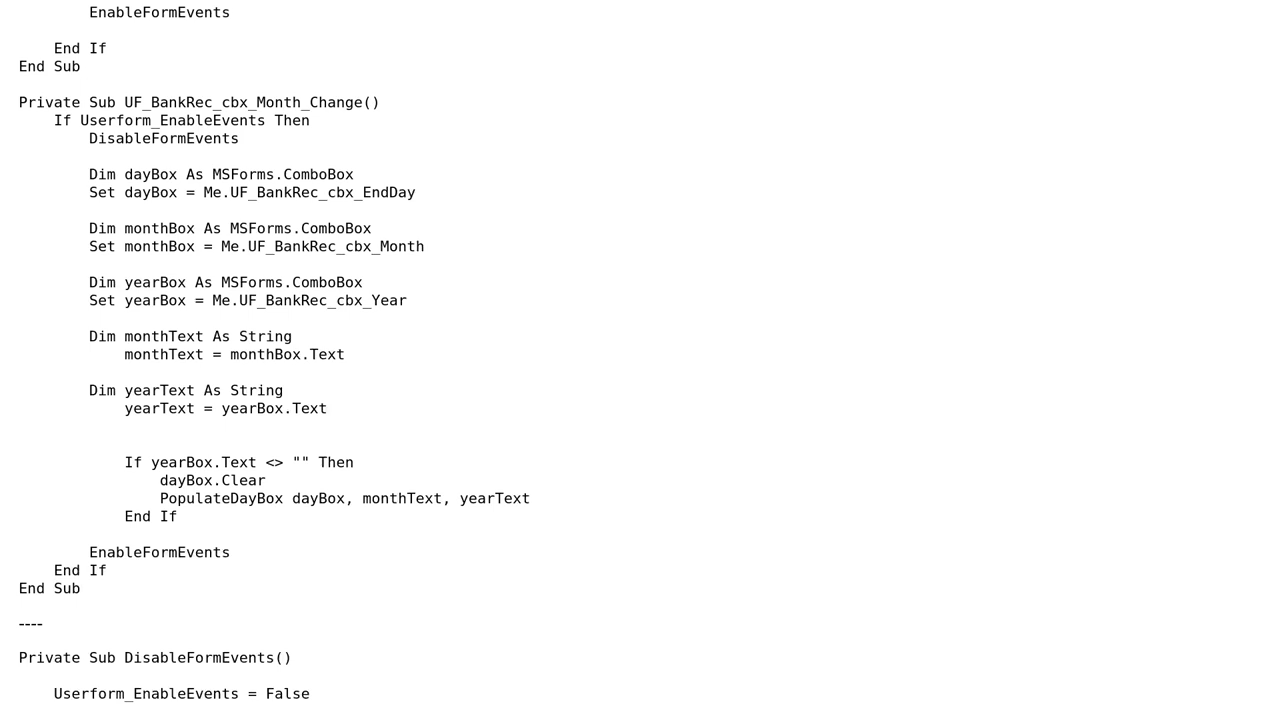 EnableFormEvents
End If
End Sub
Private Sub UF_BankRec_cbx_Month_Change()
If Userform_EnableEvents Then
DisableFormEvents
Dim dayBox As MSForms.ComboBox
Set dayBox = Me.UF_BankRec_cbx_EndDay
Dim monthBox As MSForms.ComboBox
Set monthBox = Me.UF_BankRec_cbx_Month
Dim yearBox As MSForms.ComboBox
Set yearBox = Me.UF_BankRec_cbx_Year
Dim monthText As String
monthText = monthBox.Text
Dim yearText As String
yearText = yearBox.Text
If yearBox.Text <> "" Then
dayBox.Clear
PopulateDayBox dayBox, monthText, yearText
End If
EnableFormEvents
End If
End Sub
----
Private Sub DisableFormEvents()
Userform_EnableEvents = False